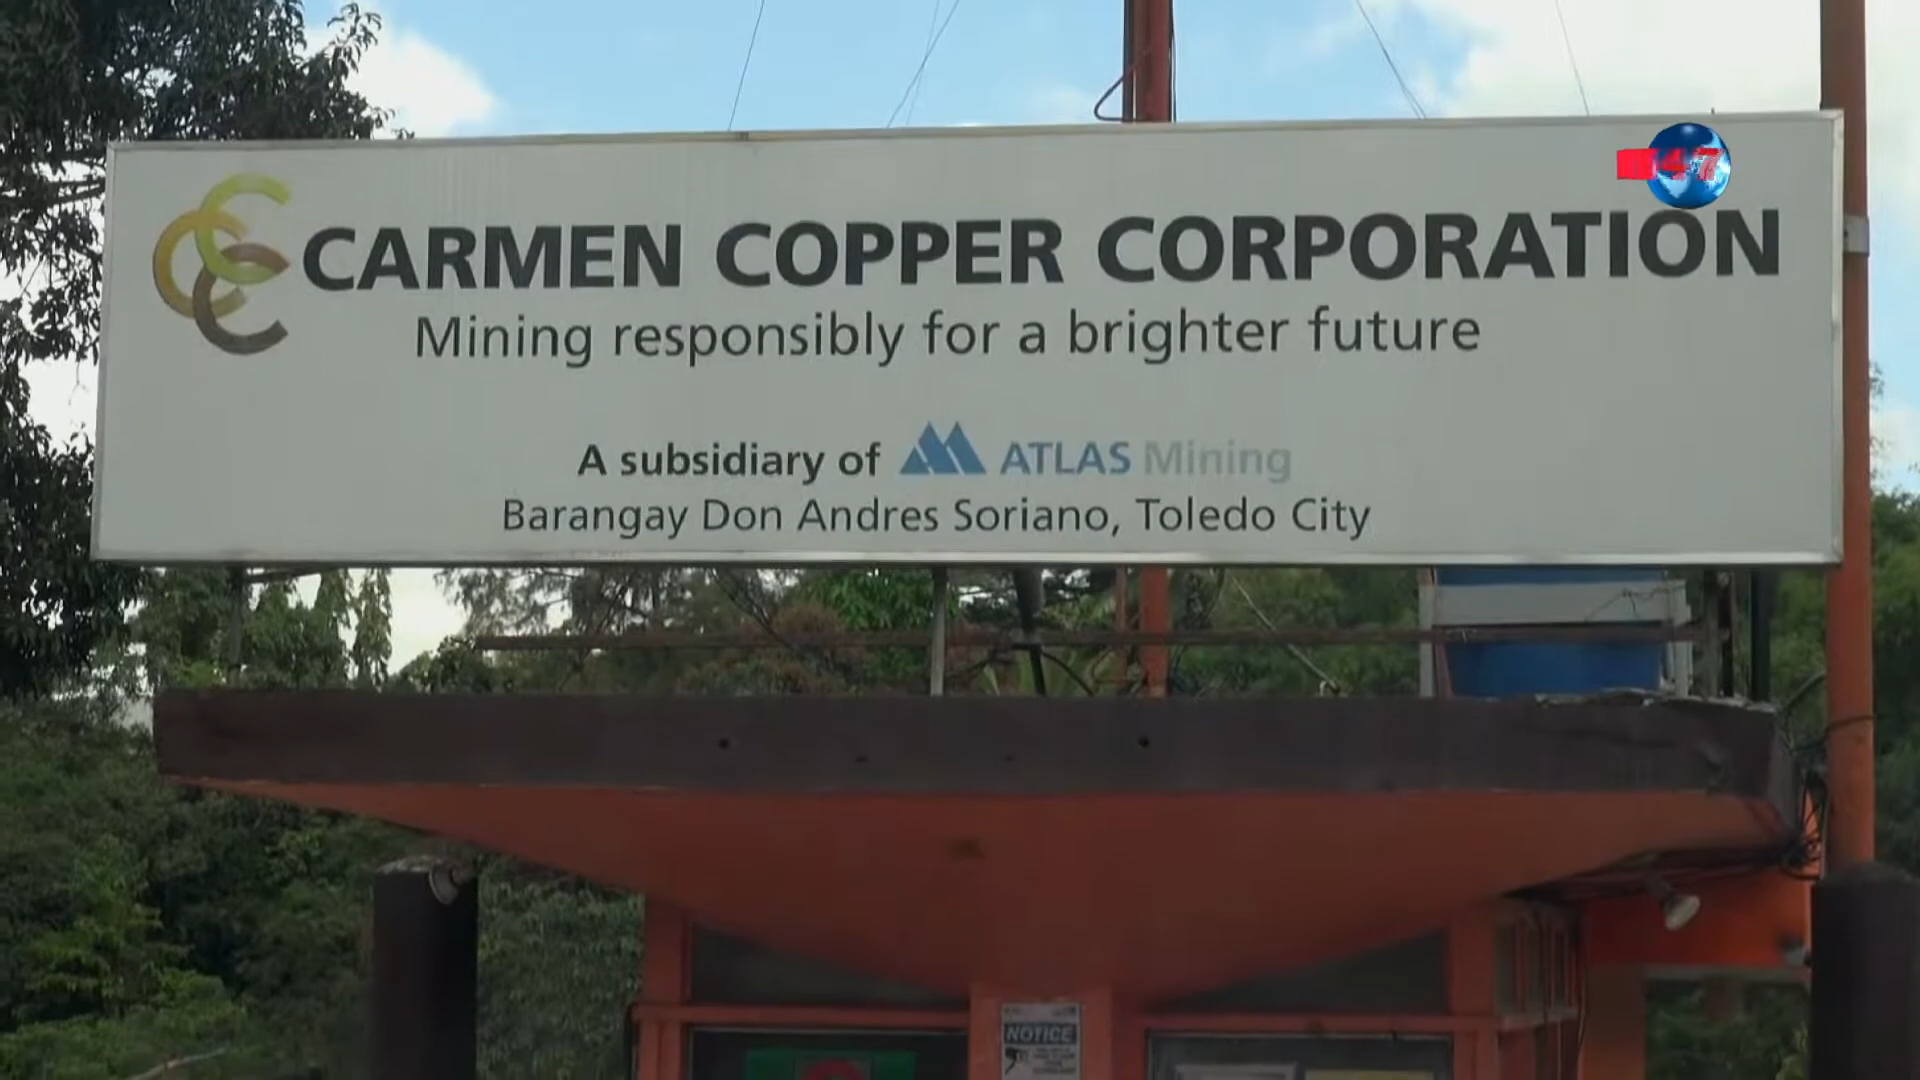 47
CARMEN COPPER CORPORATION
Mining responsibly for a brighter future
A subsidiary of ATLAS Mining
Barangay Don Andres Soriano, Toledo City
NOTICE